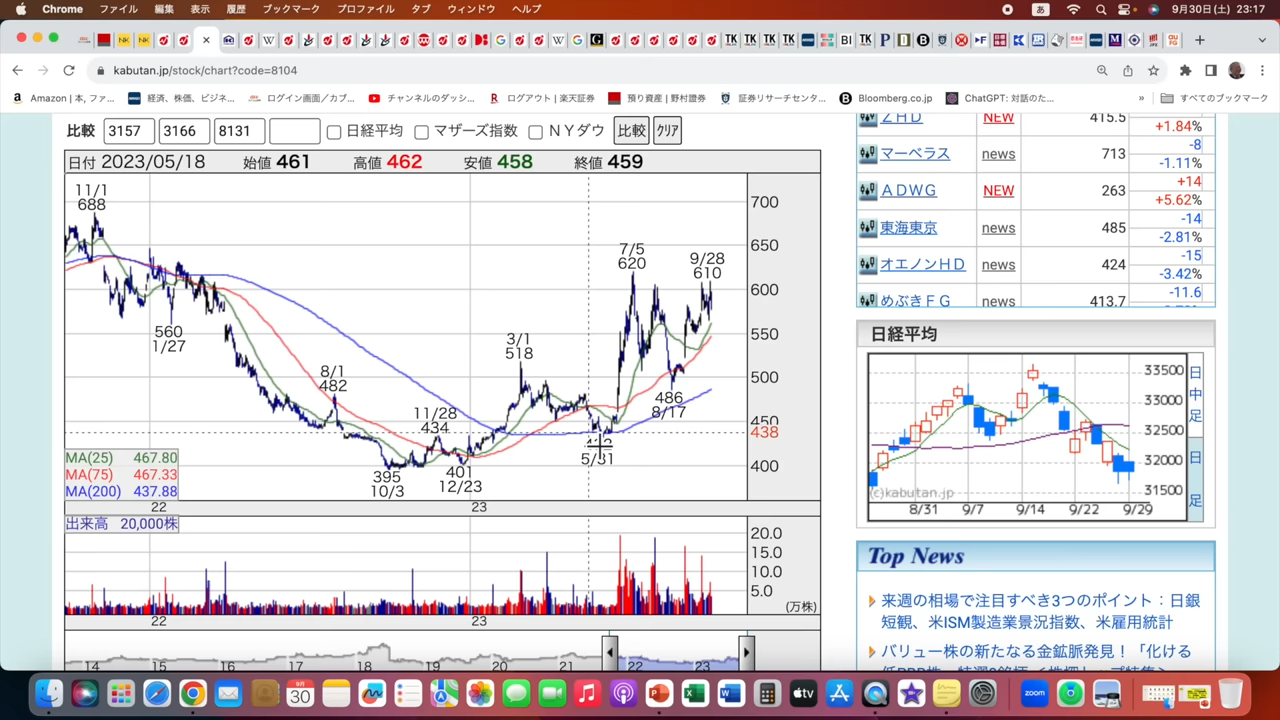 Chrome ファイル 編集 表示 履歴 ブックマーク プロファイル タブ ウィンドウ ヘルプ
あ 9月30日(土) 23:17
kabutan.jp/stock/chart?code=8104
Amazon | 本, ファ... 経済、株価、ビジネ... ログイン画面／カブ... チャンネルのダッシ... ログアウト | 楽天証券 預り資産 | 野村證券 証券リサーチセンタ... Bloomberg.co.jp ChatGPT: 対話のた... » すべてのブックマーク
比較 3157 3166 8131 日経平均 マザーズ指数 ＮＹダウ 比較 ｸﾘｱ
日付 2023/05/18 始値 461 高値 462 安値 458 終値 459
11/1
688
560
1/27
8/1
482
395
10/3
11/28
434
401
12/23
3/1
518
5/31
7/5
620
486
8/17
9/28
610
700
650
600
550
500
450
438
400
MA(25) 467.80
MA(75) 467.33
MA(200) 437.88
22 23
出来高 20,000株
20.0
15.0
10.0
5.0
(万株)
22 23
14 15 16 17 18 19 20 21 22 23
ＺＨＤ NEW 415.5 +1.84%
マーベラス news 713 -8 -1.11%
ＡＤＷＧ NEW 263 +14 +5.62%
東海東京 news 485 -14 -2.81%
オエノンＨＤ news 424 -15 -3.42%
めぶきＦＧ news 413.7 -11.6
日経平均
33500
33000
32500
32000
31500
(c)kabutan.jp
8/31 9/7 9/14 9/22 9/29
日中足
日足
Top News
来週の相場で注目すべき3つのポイント：日銀
短観、米ISM製造業景況指数、米雇用統計
バリュー株の新たなる金鉱脈発見！「化ける
9月
30
zoom